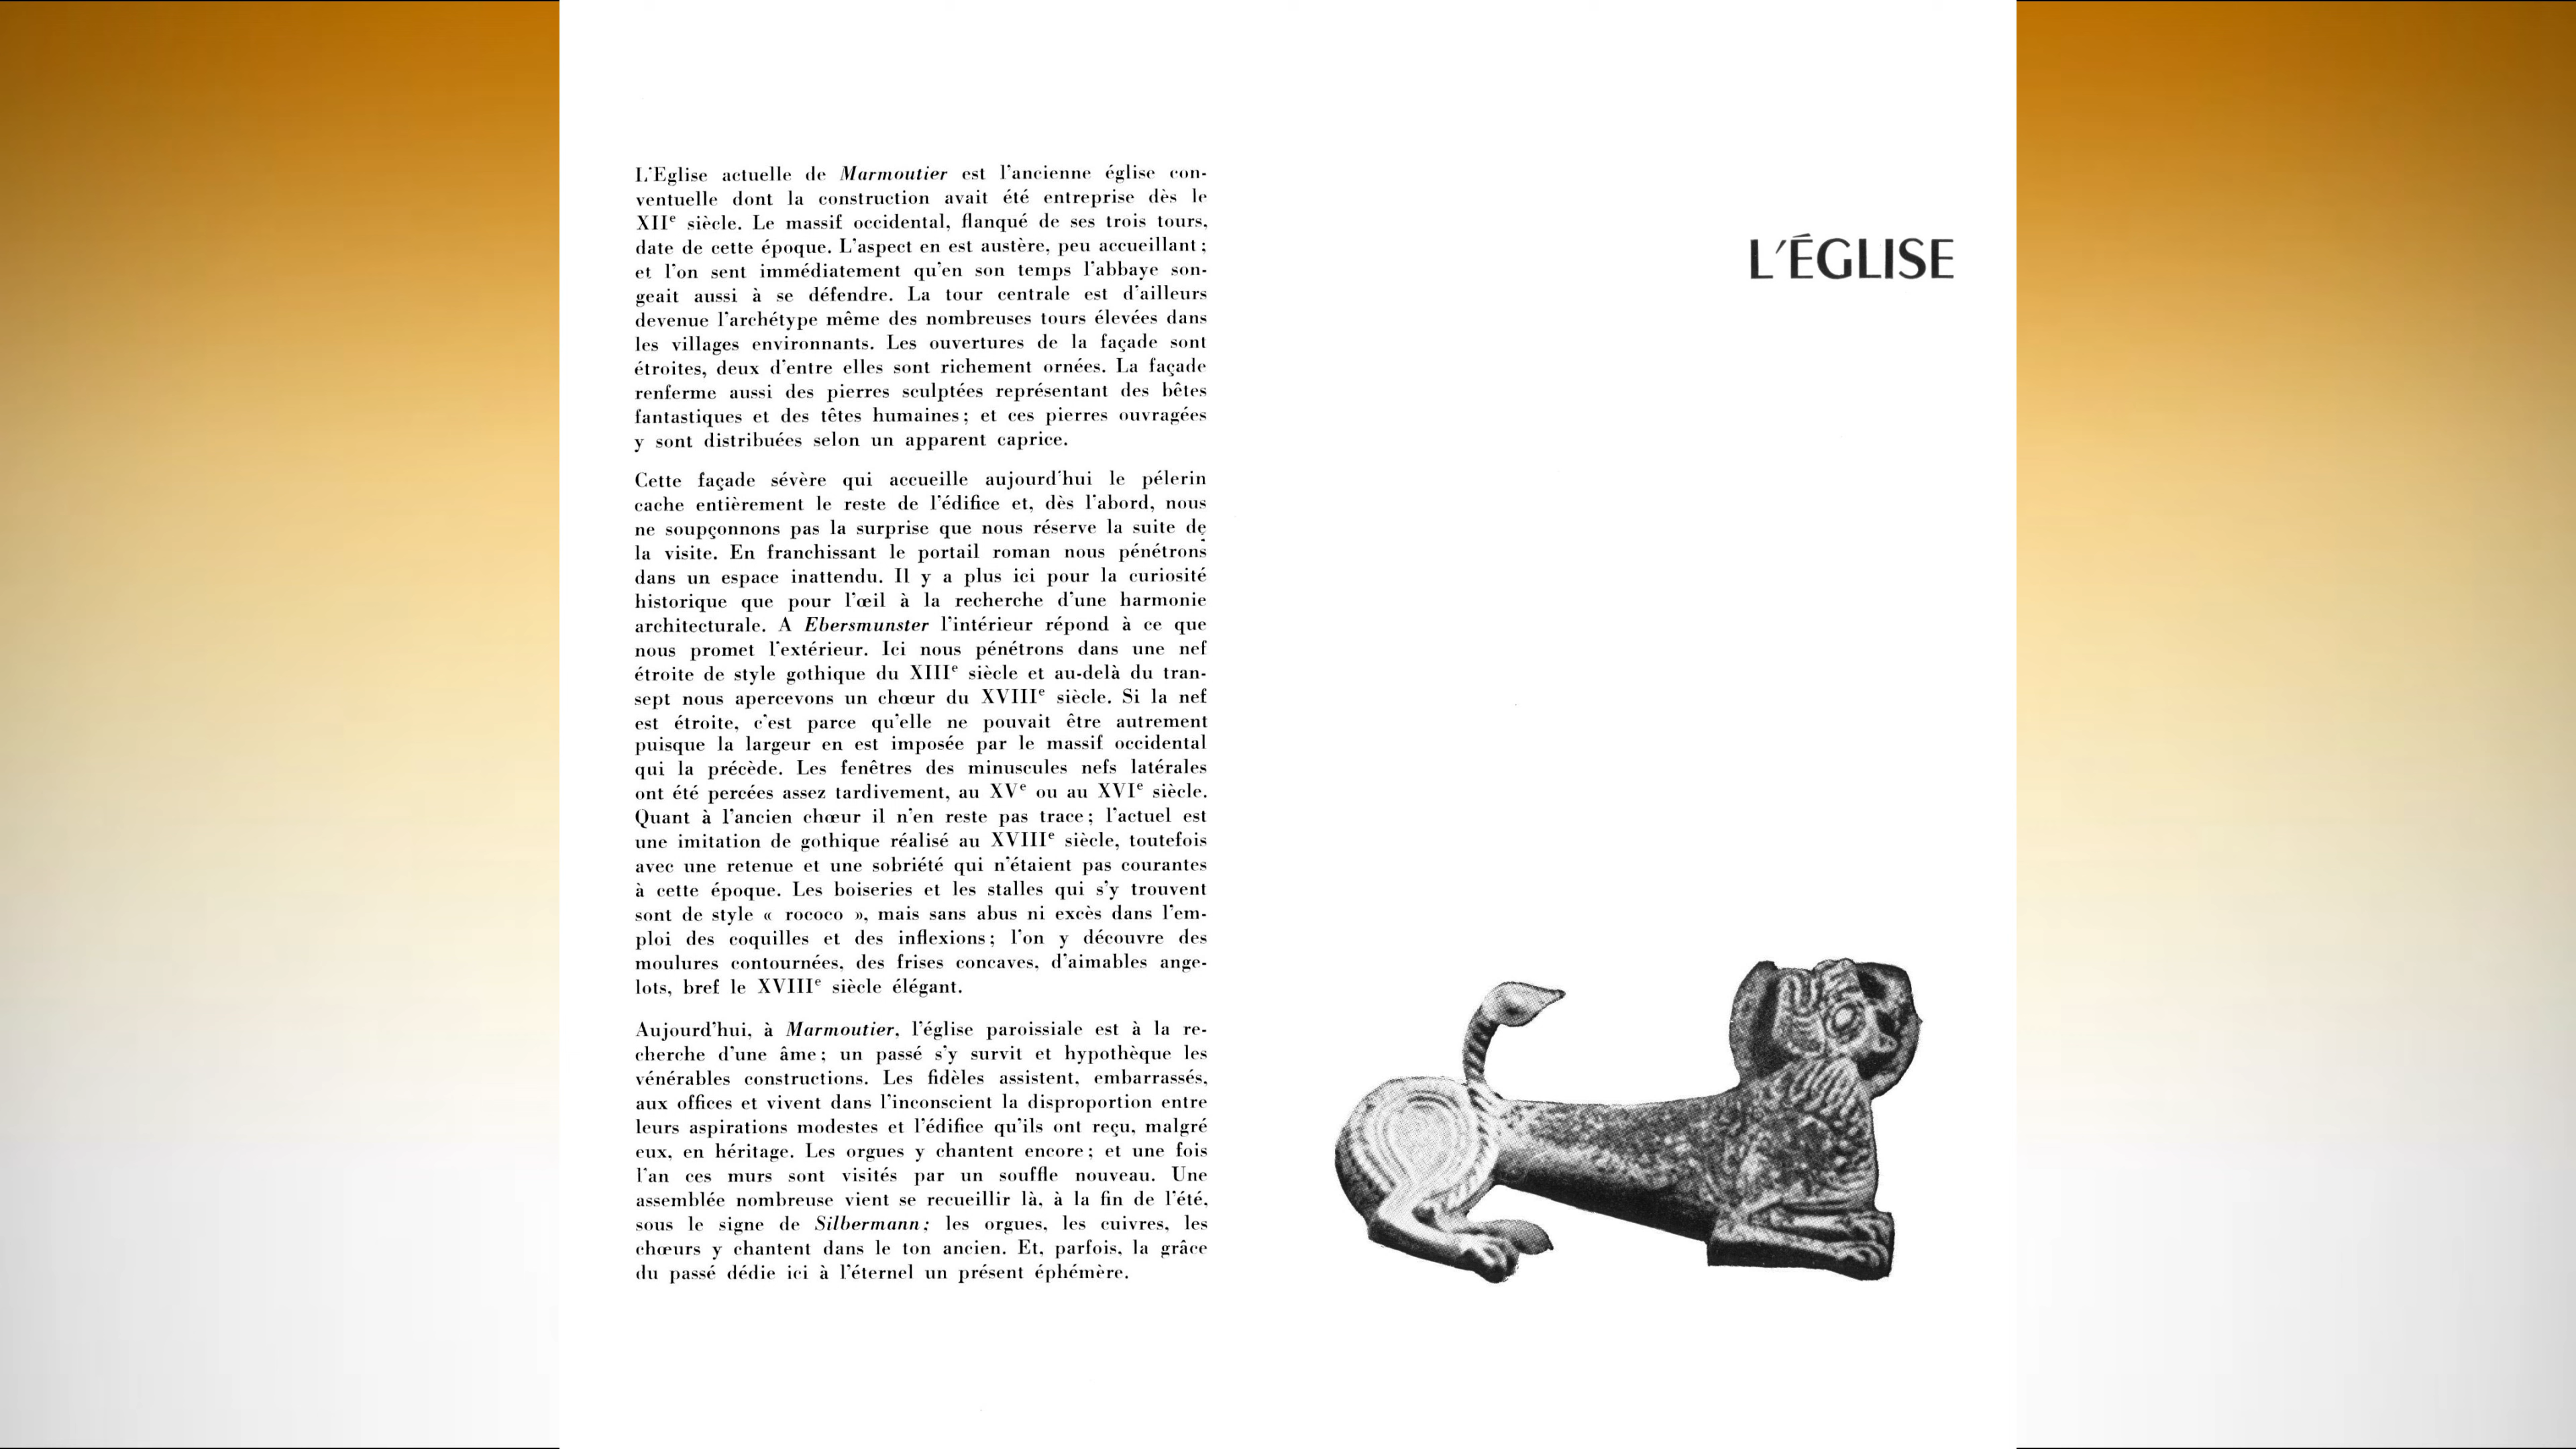 L'Eglise actuelle de Marmoutier est l'ancienne église con-
ventuelle dont la construction avait été entreprise dès le
XIIe siècle. Le massif occidental, flanqué de ses trois tours,
date de cette époque. L'aspect en est austère, peu accueillant ;
et l'on sent immédiatement qu'en son temps l'abbaye son-
geait aussi à se défendre. La tour centrale est d'ailleurs
devenue l'archétype même des nombreuses tours élevées dans
les villages environnants. Les ouvertures de la façade sont
étroites, deux d'entre elles sont richement ornées. La façade
renferme aussi des pierres sculptées représentant des bêtes
fantastiques et des têtes humaines ; et ces pierres ouvragées
y sont distribuées selon un apparent caprice.
Cette façade sévère qui accueille aujourd'hui le pélerin
cache entièrement le reste de l'édifice et, dès l'abord, nous
ne soupçonnons pas la surprise que nous réserve la suite de
la visite. En franchissant le portail roman nous pénétrons
dans un espace inattendu. Il y a plus ici pour la curiosité
historique que pour l'œil à la recherche d'une harmonie
architecturale. A Ebersmunster l'intérieur répond à ce que
nous promet l'extérieur. Ici nous pénétrons dans une nef
étroite de style gothique du XIIIe siècle et au-delà du tran-
sept nous apercevons un chœur du XVIIIe siècle. Si la nef
est étroite, c'est parce qu'elle ne pouvait être autrement
puisque la largeur en est imposée par le massif occidental
qui la précède. Les fenêtres des minuscules nefs latérales
ont été percées assez tardivement, au XVe ou au XVIe siècle.
Quant à l'ancien chœur il n'en reste pas trace ; l'actuel est
une imitation de gothique réalisé au XVIIIe siècle, toutefois
avec une retenue et une sobriété qui n'étaient pas courantes
à cette époque. Les boiseries et les stalles qui s'y trouvent
sont de style « rococo », mais sans abus ni excès dans l'em-
ploi des coquilles et des inflexions ; l'on y découvre des
moulures contournées, des frises concaves, d'aimables ange-
lots, bref le XVIIIe siècle élégant.
Aujourd'hui, à Marmoutier, l'église paroissiale est à la re-
cherche d'une âme ; un passé s'y survit et hypothèque les
vénérables constructions. Les fidèles assistent, embarrassés,
aux offices et vivent dans l'inconscient la disproportion entre
leurs aspirations modestes et l'édifice qu'ils ont reçu, malgré
eux, en héritage. Les orgues y chantent encore ; et une fois
l'an ces murs sont visités par un souffle nouveau. Une
assemblée nombreuse vient se recueillir là, à la fin de l'été,
sous le signe de Silbermann ; les orgues, les cuivres, les
chœurs y chantent dans le ton ancien. Et, parfois, la grâce
du passé dédie ici à l'éternel un présent éphémère.
L'ÉGLISE